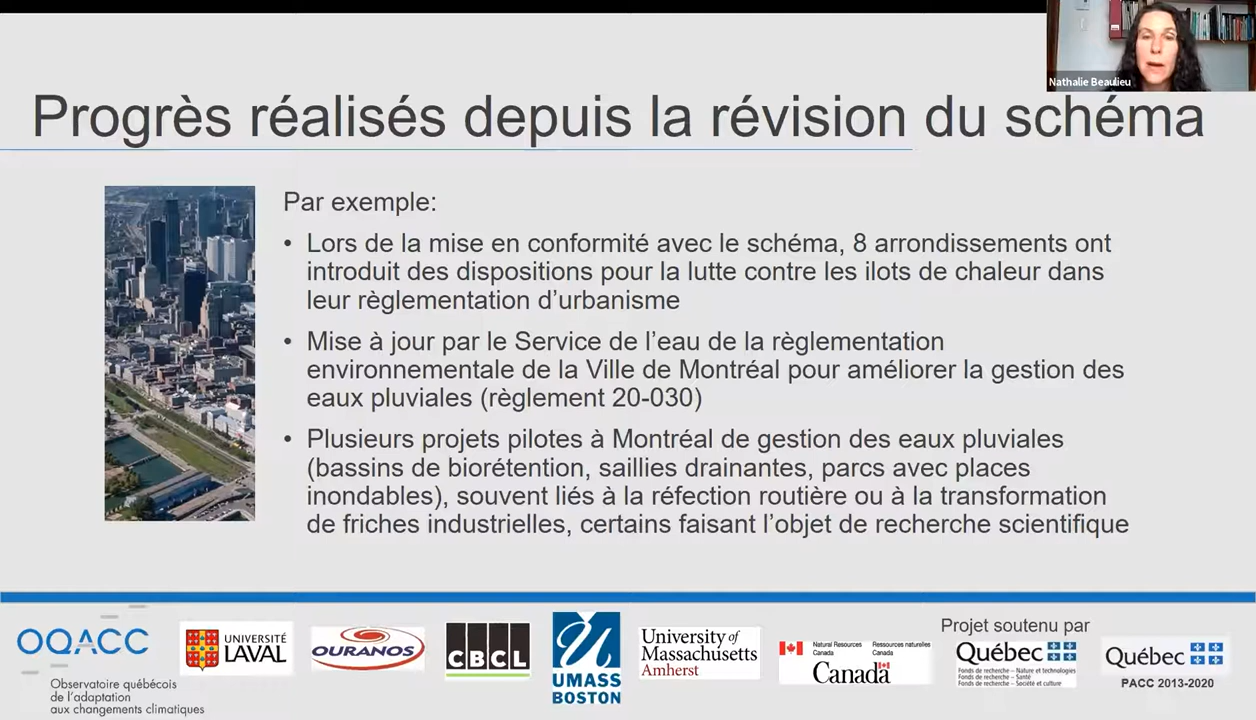 Nathalie Beaulieu
Progrès réalisés depuis la révision du schéma
Par exemple:
• Lors de la mise en conformité avec le schéma, 8 arrondissements ont
introduit des dispositions pour la lutte contre les ilots de chaleur dans
leur règlementation d’urbanisme
• Mise à jour par le Service de l’eau de la règlementation
environnementale de la Ville de Montréal pour améliorer la gestion des
eaux pluviales (règlement 20-030)
• Plusieurs projets pilotes à Montréal de gestion des eaux pluviales
(bassins de biorétention, saillies drainantes, parcs avec places
inondables), souvent liés à la réfection routière ou à la transformation
de friches industrielles, certains faisant l’objet de recherche scientifique
OQACC
Observatoire québécois
de l’adaptation
aux changements climatiques
UNIVERSITÉ
LAVAL
OURANOS
CBCL
UMASS
BOSTON
University of
Massachusetts
Amherst
Natural Resources
Canada
Ressources naturelles
Canada
Canada
Projet soutenu par
Québec
Fonds de recherche – Nature et technologies
Fonds de recherche – Santé
Fonds de recherche – Société et culture
Québec
PACC 2013-2020